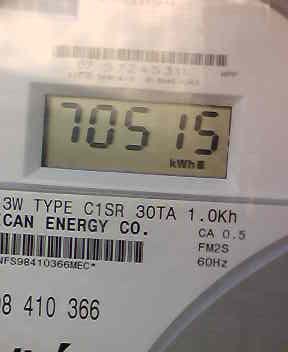 70515
kWh
3W TYPE C1SR 30TA 1.0Kh
CAN ENERGY CO.
CA 0.5
FM2S
NFS98410366MEC*
60Hz
98 410 366